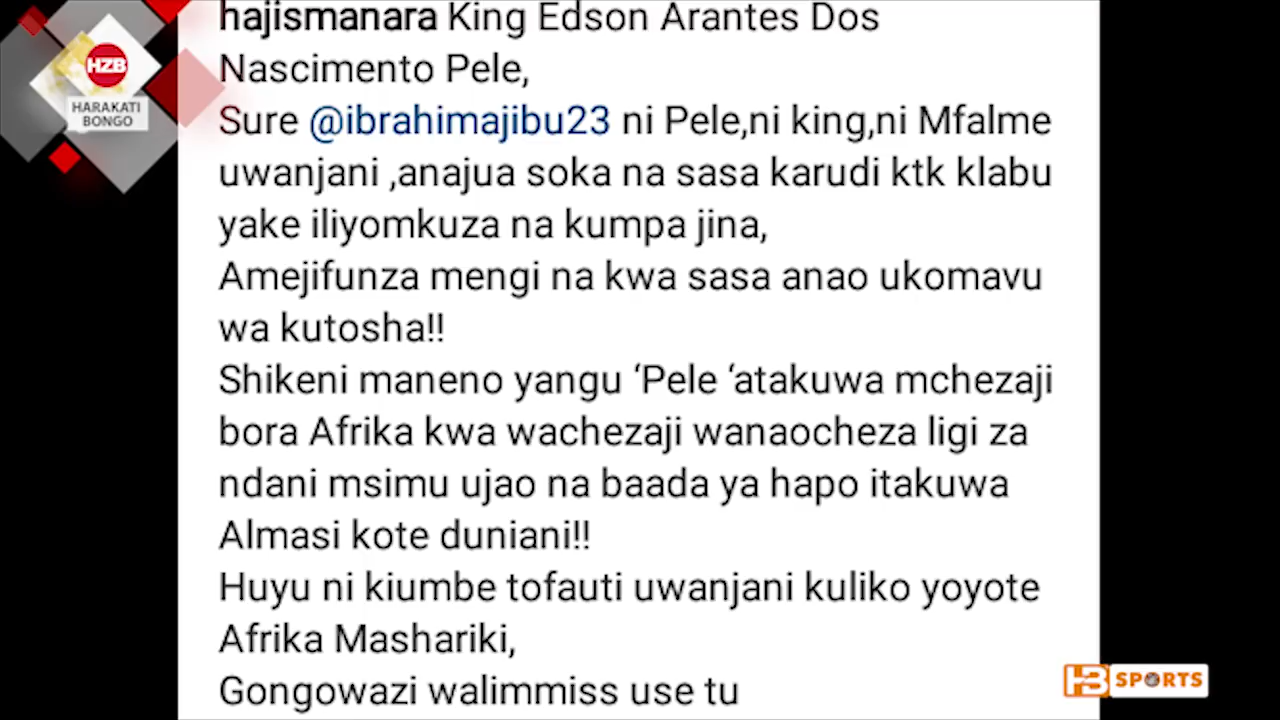 HZB
HARAKATI
BONGO
hajismanara King Edson Arantes Dos
Nascimento Pele,
Sure @ibrahimajibu23 ni Pele,ni king,ni Mfalme
uwanjani ,anajua soka na sasa karudi ktk klabu
yake iliyomkuza na kumpa jina,
Amejifunza mengi na kwa sasa anao ukomavu
wa kutosha!!
Shikeni maneno yangu ‘Pele ‘atakuwa mchezaji
bora Afrika kwa wachezaji wanaocheza ligi za
ndani msimu ujao na baada ya hapo itakuwa
Almasi kote duniani!!
Huyu ni kiumbe tofauti uwanjani kuliko yoyote
Afrika Mashariki,
Gongowazi walimmiss use tu
H3 SPORTS